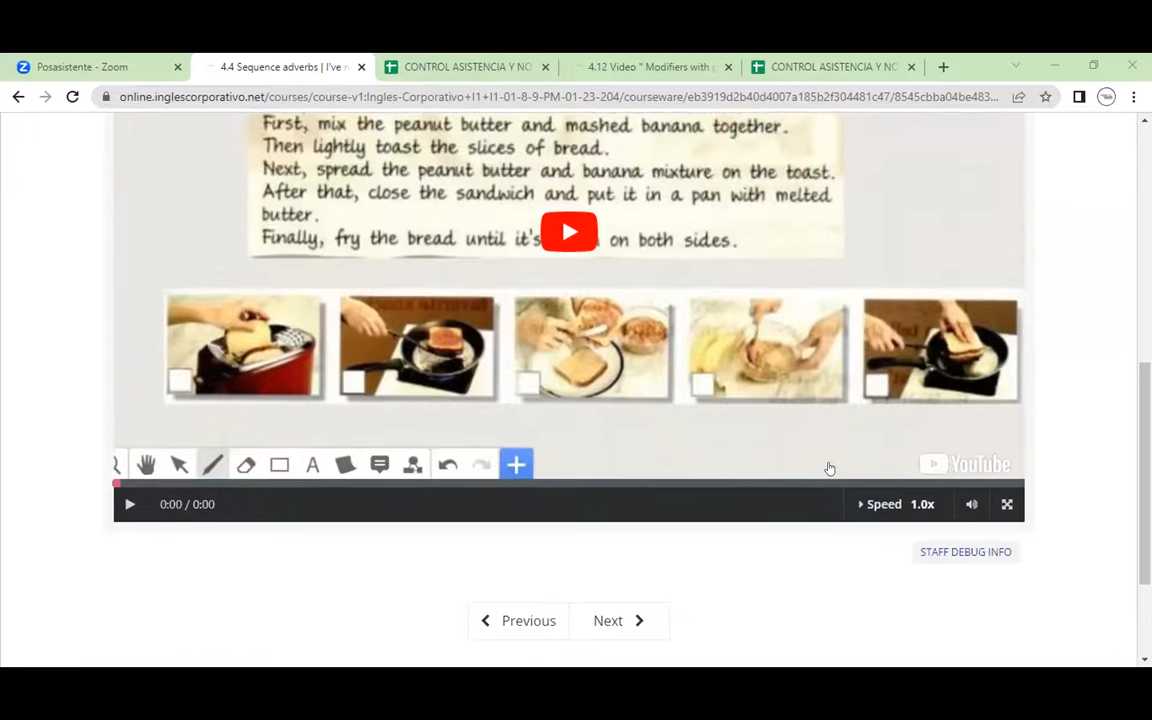 Posasistente - Zoom
4.4 Sequence adverbs | I've n
CONTROL ASISTENCIA Y NO
4.12 Video " Modifiers with
CONTROL ASISTENCIA Y NO
online.inglescorporativo.net/courses/course-v1:Ingles-Corporativo+I1+I1-01-8-9-PM-01-23-204/courseware/eb3919d2b40d4007a185b2f304481c47/8545cbba04be483...
First, mix the peanut butter and mashed banana together.
Then lightly toast the slices of bread.
Next, spread the peanut butter and banana mixture on the toast.
After that, close the sandwich and put it in a pan with melted
butter.
Finally, fry the bread until it's on both sides.
YouTube
0:00 / 0:00
Speed 1.0x
STAFF DEBUG INFO
Previous
Next